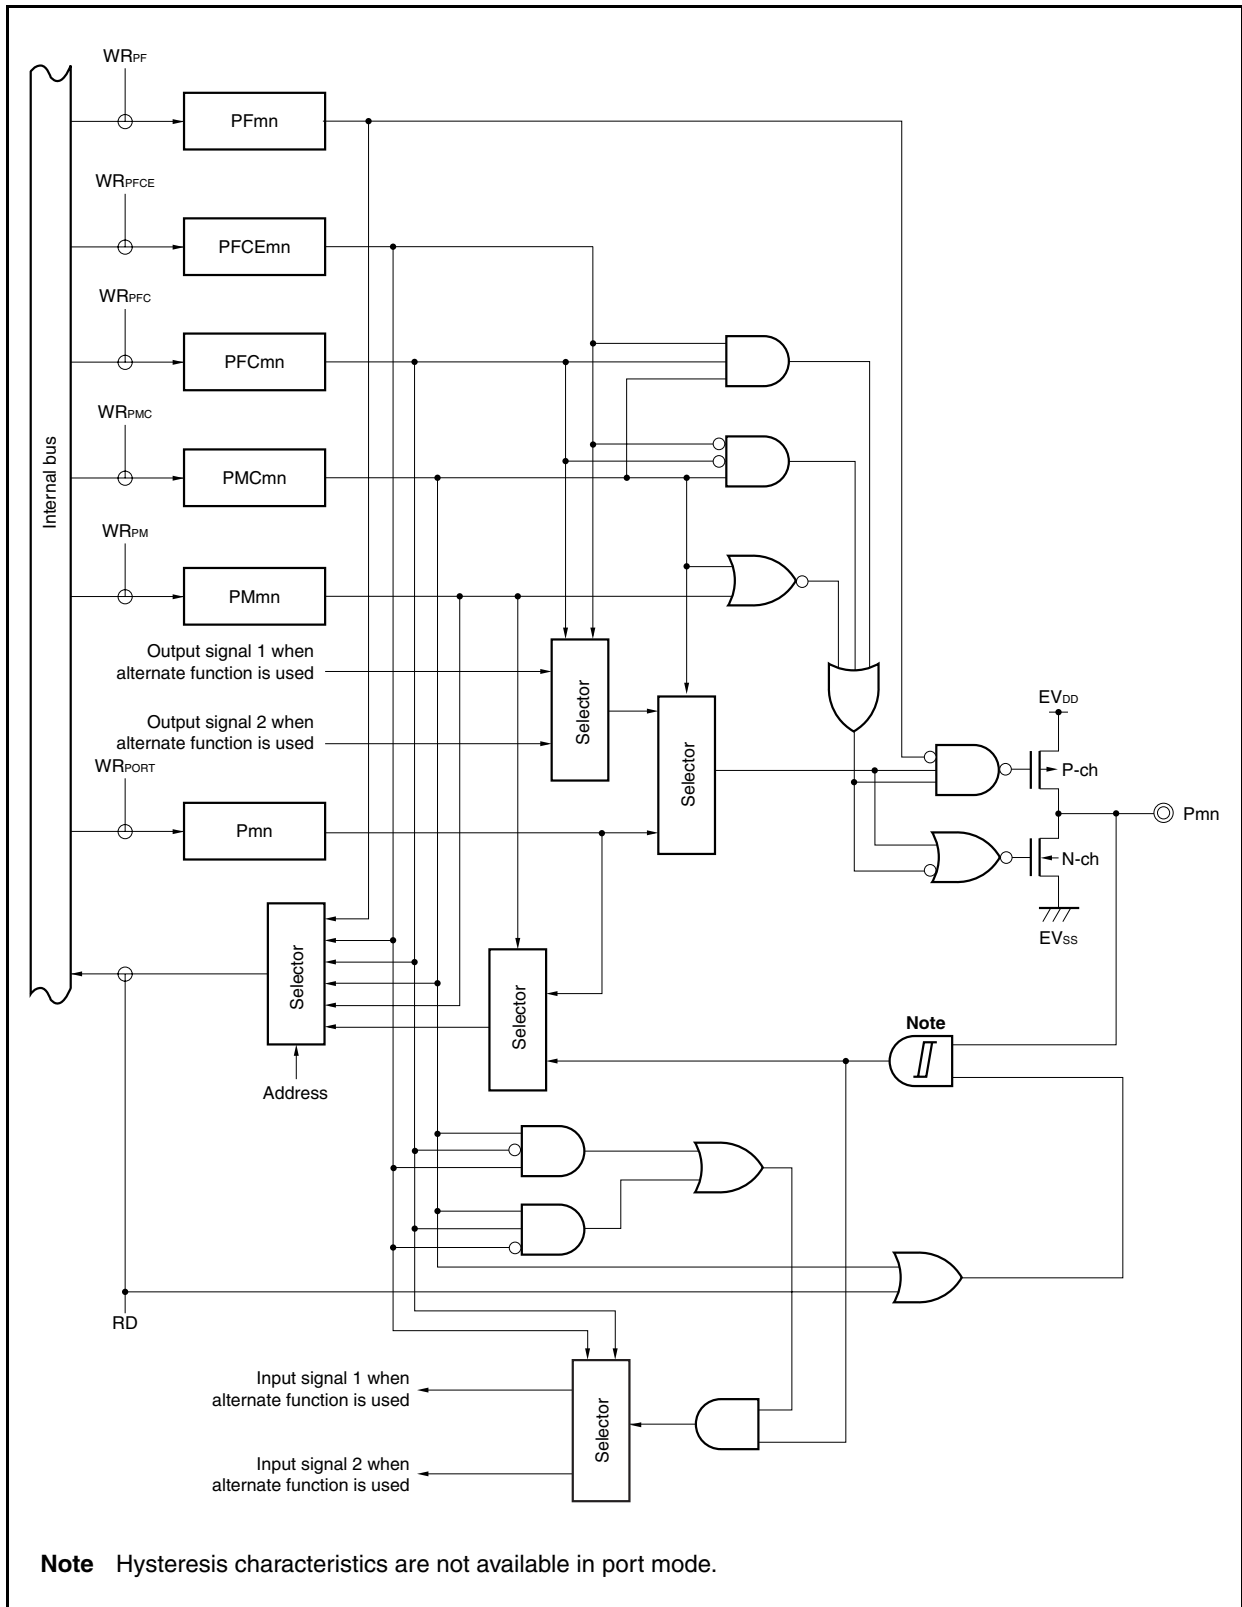 WRPF
PFmn
WRPFCE
PFCEmn
WRPFC
PFCmn
WRPMC
PMCmn
Internal bus
WRPM
PMmn
Output signal 1 when
alternate function is used
Output signal 2 when
alternate function is used
Selector
Selector
WRPORT
Pmn
EVDD
P-ch
Pmn
N-ch
EVSS
Selector
Selector
Address
Note
RD
Input signal 1 when
alternate function is used
Input signal 2 when
alternate function is used
Selector
Note Hysteresis characteristics are not available in port mode.